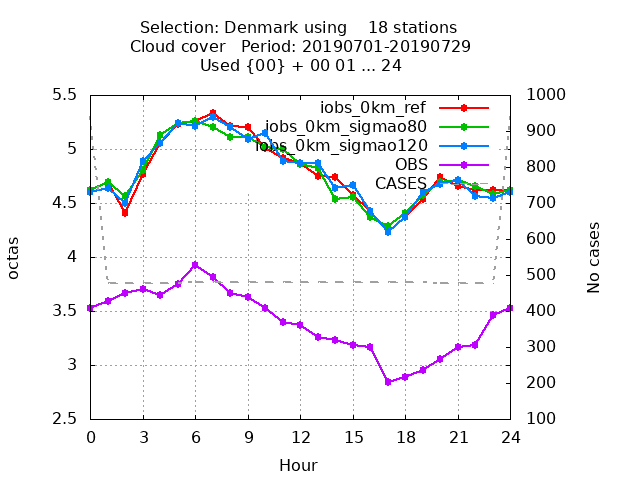 Selection: Denmark using    18 stations
Cloud cover   Period: 20190701-20190729
Used {00} + 00 01 ... 24
5.5
5
4.5
4
3.5
3
2.5
octas
1000
900
800
700
600
500
400
300
200
100
No cases
iobs_0km_ref
iobs_0km_sigmao80
iobs_0km_sigmao120
OBS
CASES
0 3 6 9 12 15 18 21 24
Hour